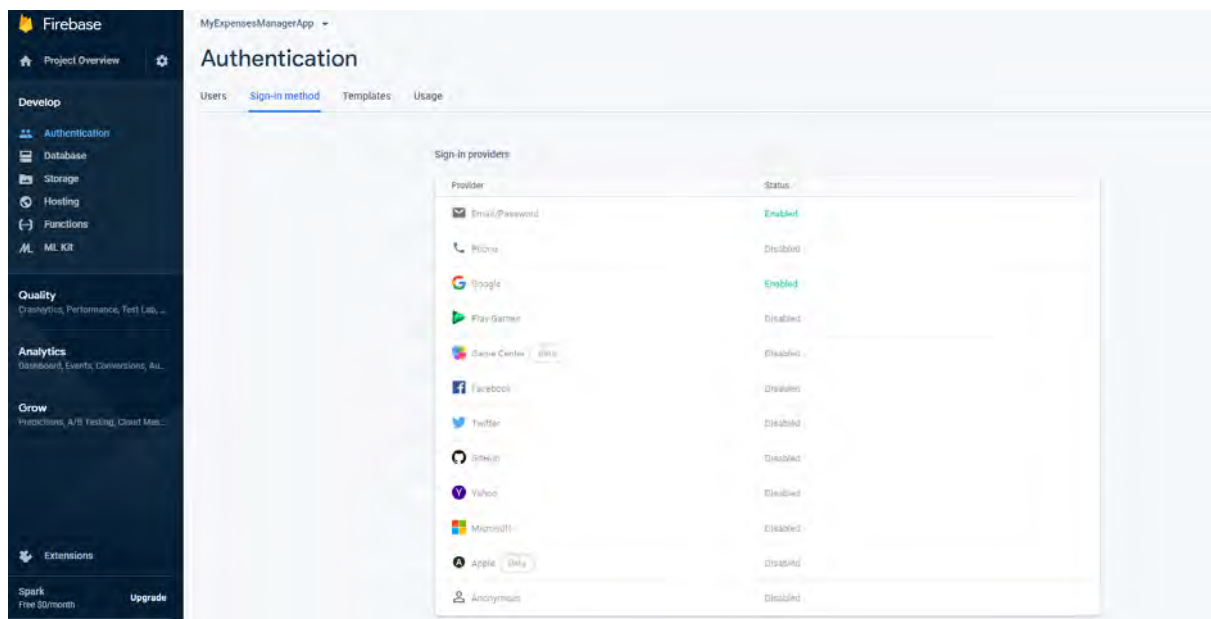 Firebase
Project Overview
Develop
Authentication
Database
Storage
Hosting
Functions
ML Kit
Quality
Crashlytics, Performance, Test Lab, ...
Analytics
Dashboard, Events, Conversions, Au...
Grow
Predictions, A/B Testing, Cloud Mes...
Extensions
Spark
Free $0/month
Upgrade
MyExpensesManagerApp
Authentication
Users Sign-in method Templates Usage
Sign-in providers
Provider Status
Email/Password Enabled
Phone Disabled
Google Enabled
Play Games Disabled
Game Center Beta Disabled
Facebook Disabled
Twitter Disabled
GitHub Disabled
Yahoo Disabled
Microsoft Disabled
Apple Beta Disabled
Anonymous Disabled